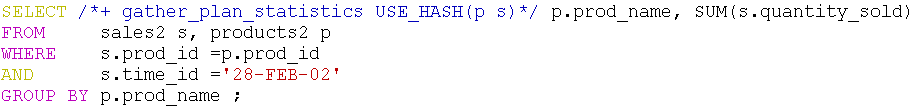 SELECT /*+ gather_plan_statistics USE_HASH(p s)*/ p.prod_name, SUM(s.quantity_sold)
FROM sales2 s, products2 p
WHERE s.prod_id =p.prod_id
AND s.time_id ='28-FEB-02'
GROUP BY p.prod_name ;